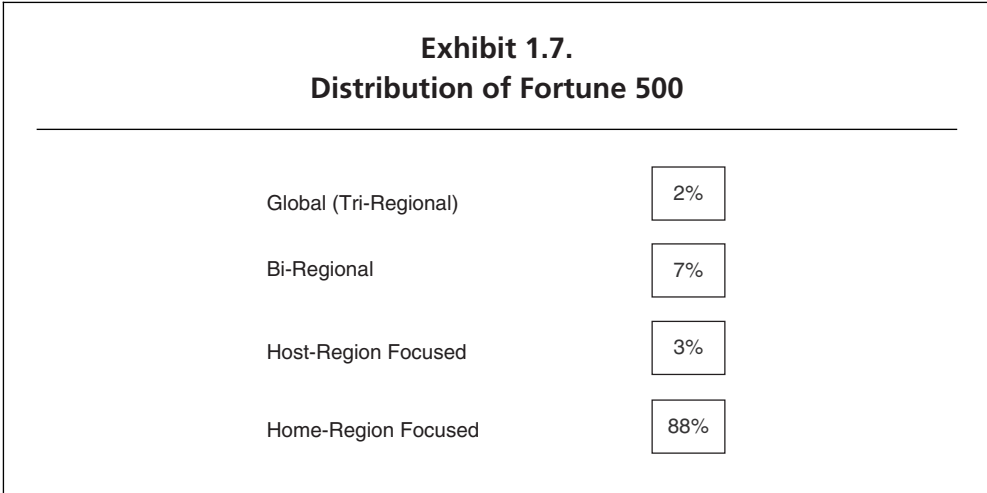 Exhibit 1.7.
Distribution of Fortune 500
Global (Tri-Regional) 2%
Bi-Regional 7%
Host-Region Focused 3%
Home-Region Focused 88%